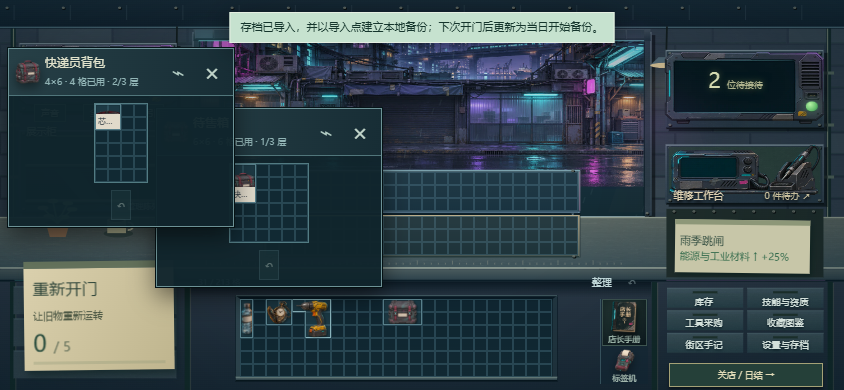 存档已导入，并以导入点建立本地备份；下次开门后更新为当日开始备份。
快递员背包
4×6 · 4 格已用 · 2/3 层
芯...
已用 · 1/3 层
2 位待接待
维修工作台
0 件待办 ↗
雨季跳闸
能源与工业材料 ↑ +25%
重新开门
让旧物重新运转
0 / 5
整理
店长手册
标签机
库存
技能与资质
工具采购
收藏图鉴
街区手记
设置与存档
关店 / 日结 →